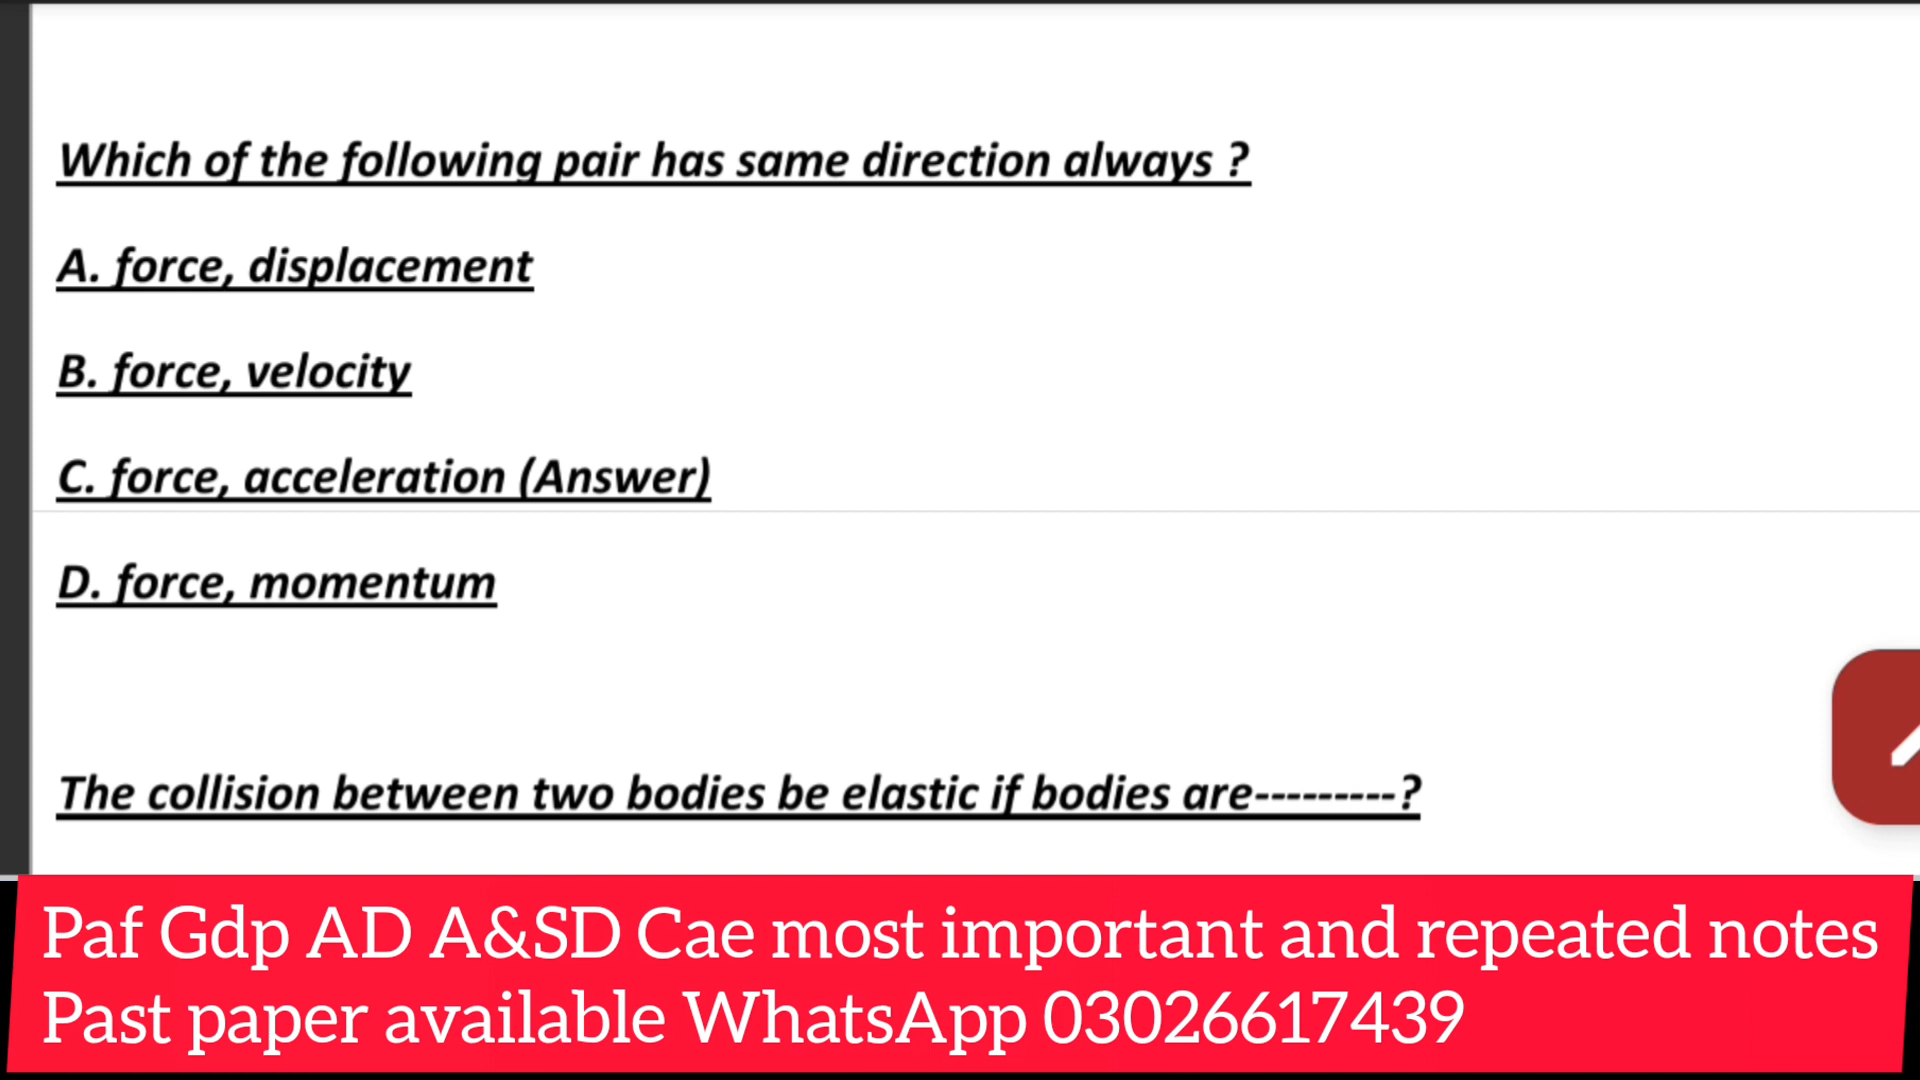 Which of the following pair has same direction always ?
A. force, displacement
B. force, velocity
C. force, acceleration (Answer)
D. force, momentum
The collision between two bodies be elastic if bodies are---------?
Paf Gdp AD A&SD Cae most important and repeated notes
Past paper available WhatsApp 03026617439